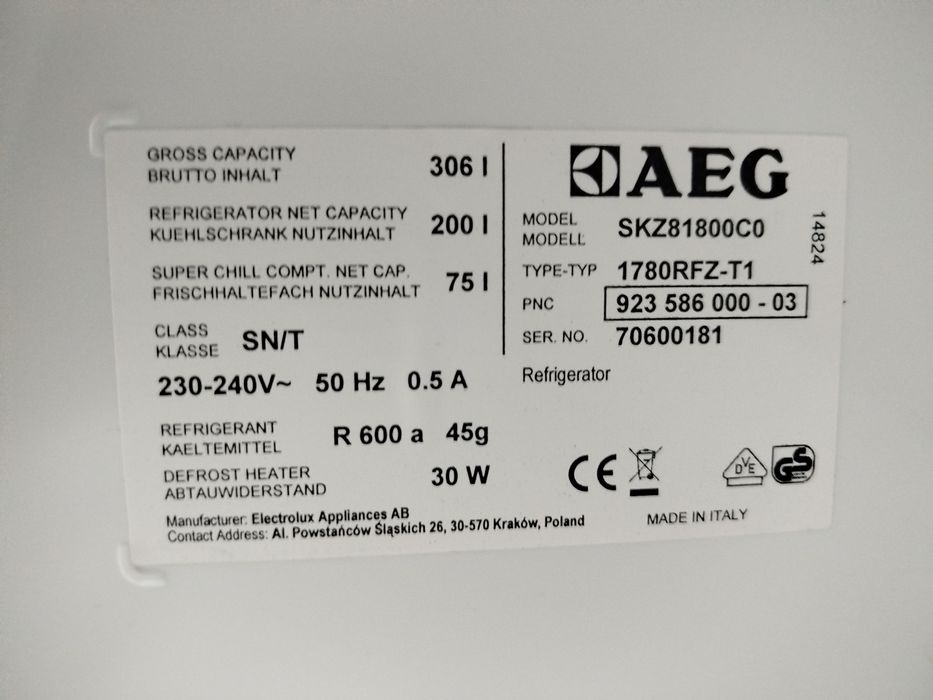 GROSS CAPACITY
BRUTTO INHALT 306 l
REFRIGERATOR NET CAPACITY
KUEHLSCHRANK NUTZINHALT 200 l
SUPER CHILL COMPT. NET CAP.
FRISCHHALTEFACH NUTZINHALT 75 l
CLASS
KLASSE SN/T
230-240V~ 50 Hz 0.5 A
REFRIGERANT
KAELTEMITTEL R 600 a 45g
DEFROST HEATER
ABTAUWIDERSTAND 30 W
Manufacturer: Electrolux Appliances AB
Contact Address: Al. Powstańców Śląskich 26, 30-570 Kraków, Poland
AEG
MODEL
MODELL SKZ81800C0
TYPE-TYP 1780RFZ-T1
PNC 923 586 000 - 03
SER. NO. 70600181
14824
Refrigerator
CE
DVE
GS
MADE IN ITALY